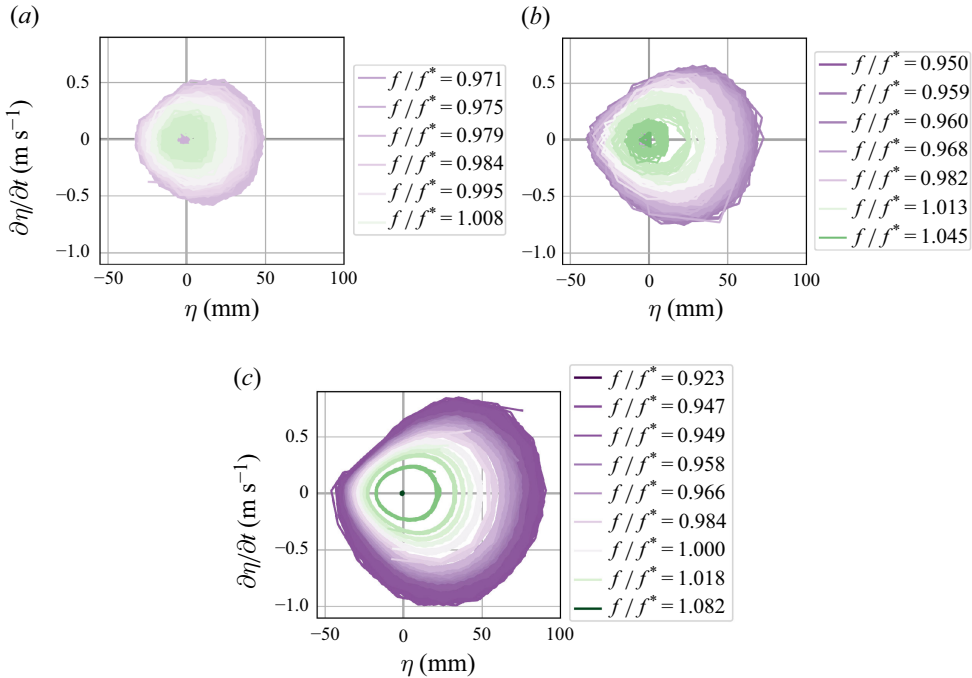 (a)
0.5
0
−0.5
−1.0
∂η/∂t (m s⁻¹)
−50
0
50
100
η (mm)
f/f* = 0.971
f/f* = 0.975
f/f* = 0.979
f/f* = 0.984
f/f* = 0.995
f/f* = 1.008
(b)
0.5
0
−0.5
−1.0
−50
0
50
100
η (mm)
f/f* = 0.950
f/f* = 0.959
f/f* = 0.960
f/f* = 0.968
f/f* = 0.982
f/f* = 1.013
f/f* = 1.045
(c)
0.5
0
−0.5
−1.0
∂η/∂t (m s⁻¹)
−50
0
50
100
η (mm)
f/f* = 0.923
f/f* = 0.947
f/f* = 0.949
f/f* = 0.958
f/f* = 0.966
f/f* = 0.984
f/f* = 1.000
f/f* = 1.018
f/f* = 1.082